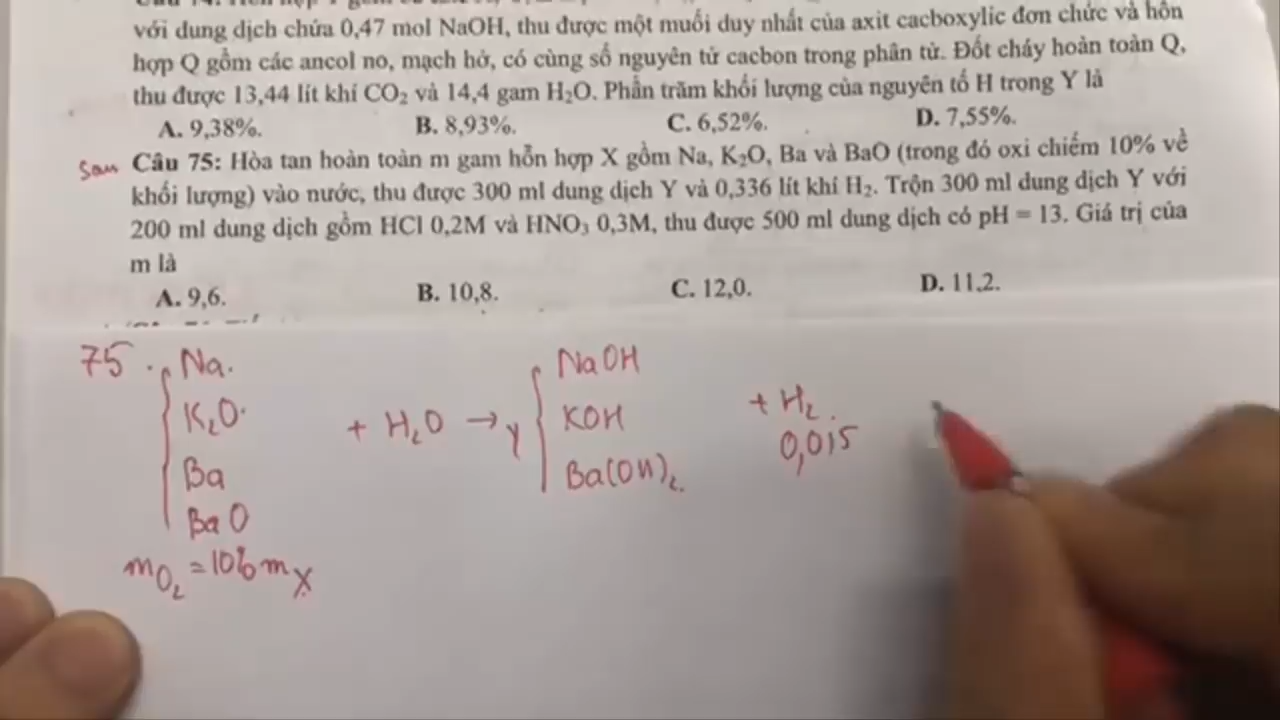 với dung dịch chứa 0,47 mol NaOH, thu được một muối duy nhất của axit cacboxylic đơn chức và hỗn
hợp Q gồm các ancol no, mạch hở, có cùng số nguyên tử cacbon trong phân tử. Đốt cháy hoàn toàn Q,
thu được 13,44 lít khí CO₂ và 14,4 gam H₂O. Phần trăm khối lượng của nguyên tố H trong Y là
A. 9,38%. B. 8,93%. C. 6,52%. D. 7,55%.
Câu 75: Hòa tan hoàn toàn m gam hỗn hợp X gồm Na, K₂O, Ba và BaO (trong đó oxi chiếm 10% về
khối lượng) vào nước, thu được 300 ml dung dịch Y và 0,336 lít khí H₂. Trộn 300 ml dung dịch Y với
200 ml dung dịch gồm HCl 0,2M và HNO₃ 0,3M, thu được 500 ml dung dịch có pH = 13. Giá trị của
m là
A. 9,6. B. 10,8. C. 12,0. D. 11,2.
75. Na. NaOH
K₂O. + H₂O → Y KOH + H₂.
Ba Ba(OH)₂. 0,015
BaO
mO₂ = 10% mX